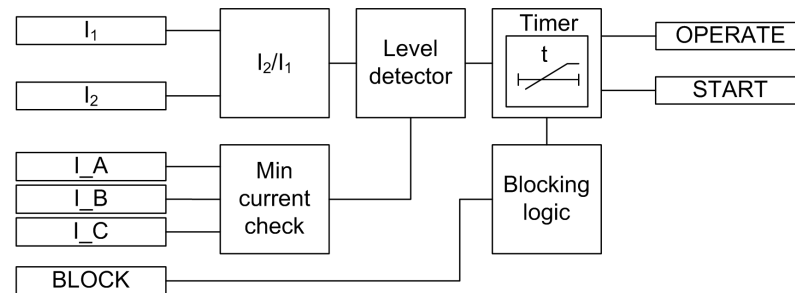 I₁
I₂
I_A
I_B
I_C
BLOCK
I₂/I₁
Min
current
check
Level
detector
Timer
t
Blocking
logic
OPERATE
START